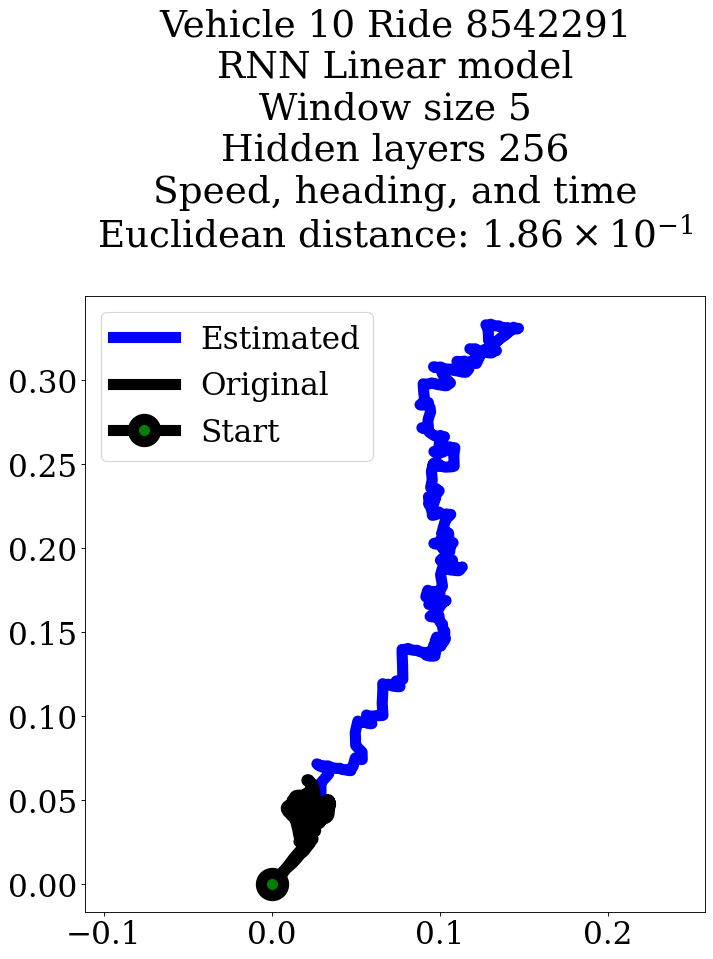 Vehicle 10 Ride 8542291
RNN Linear model
Window size 5
Hidden layers 256
Speed, heading, and time
Euclidean distance: 1.86 × 10⁻¹
Estimated
Original
Start
0.30
0.25
0.20
0.15
0.10
0.05
0.00
−0.1 0.0 0.1 0.2